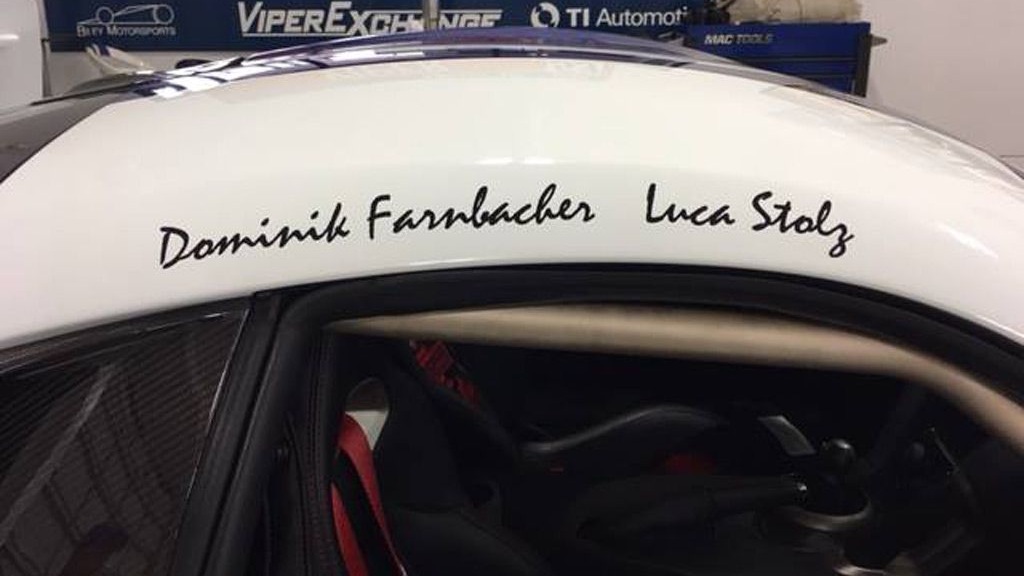 ViperExchange
TI Automoti
MAC TOOLS
Dominik Farnbacher Luca Stolz